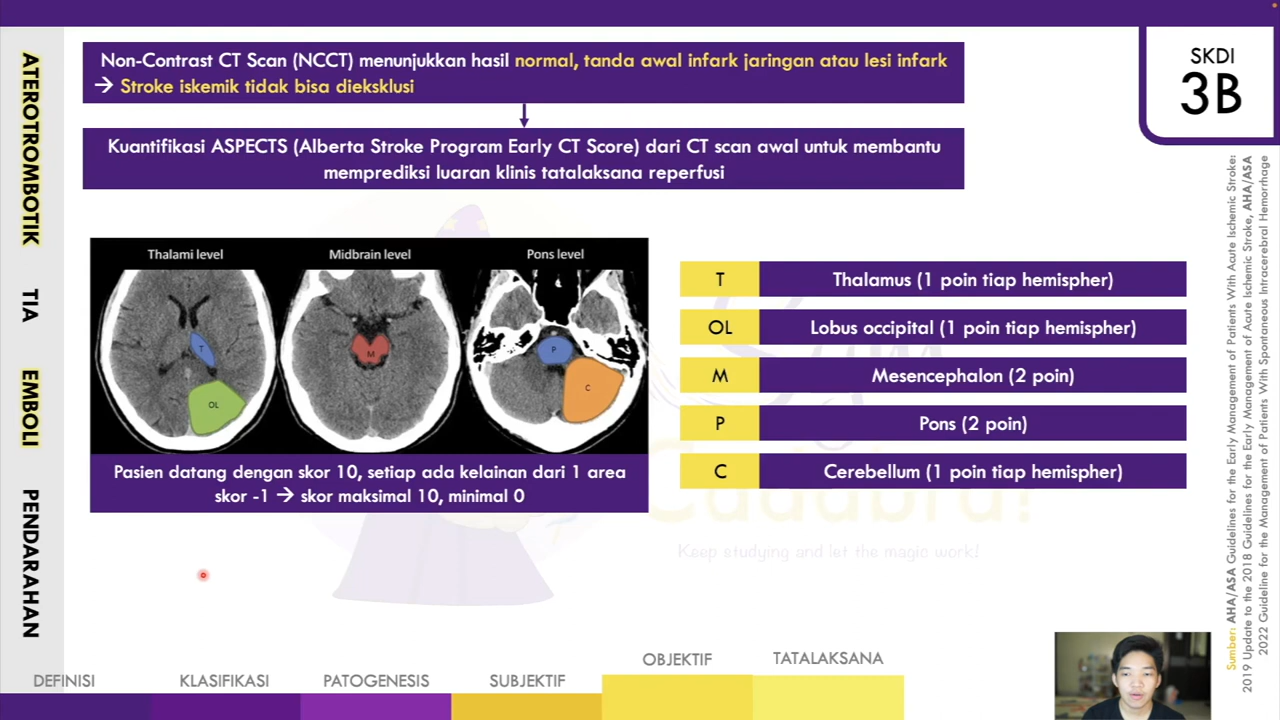 Non-Contrast CT Scan (NCCT) menunjukkan hasil normal, tanda awal infark jaringan atau lesi infark
→ Stroke iskemik tidak bisa dieksklusi
Kuantifikasi ASPECTS (Alberta Stroke Program Early CT Score) dari CT scan awal untuk membantu
memprediksi luaran klinis tatalaksana reperfusi
SKDI
3B
ATEROTROMBOTIK
TIA
EMBOLI
PENDARAHAN
Thalami level
Midbrain level
Pons level
T
OL
M
P
C
Pasien datang dengan skor 10, setiap ada kelainan dari 1 area
skor -1 → skor maksimal 10, minimal 0
T Thalamus (1 poin tiap hemispher)
OL Lobus occipital (1 poin tiap hemispher)
M Mesencephalon (2 poin)
P Pons (2 poin)
C Cerebellum (1 poin tiap hemispher)
Keep studying and let the magic work!
Sumber: AHA/ASA Guidelines for the Early Management of Patients With Acute Ischemic Stroke:
2019 Update to the 2018 Guidelines for the Early Management of Acute Ischemic Stroke, AHA/ASA
2022 Guideline for the Management of Patients With Spontaneous Intracerebral Hemorrhage
DEFINISI
KLASIFIKASI
PATOGENESIS
SUBJEKTIF
OBJEKTIF
TATALAKSANA